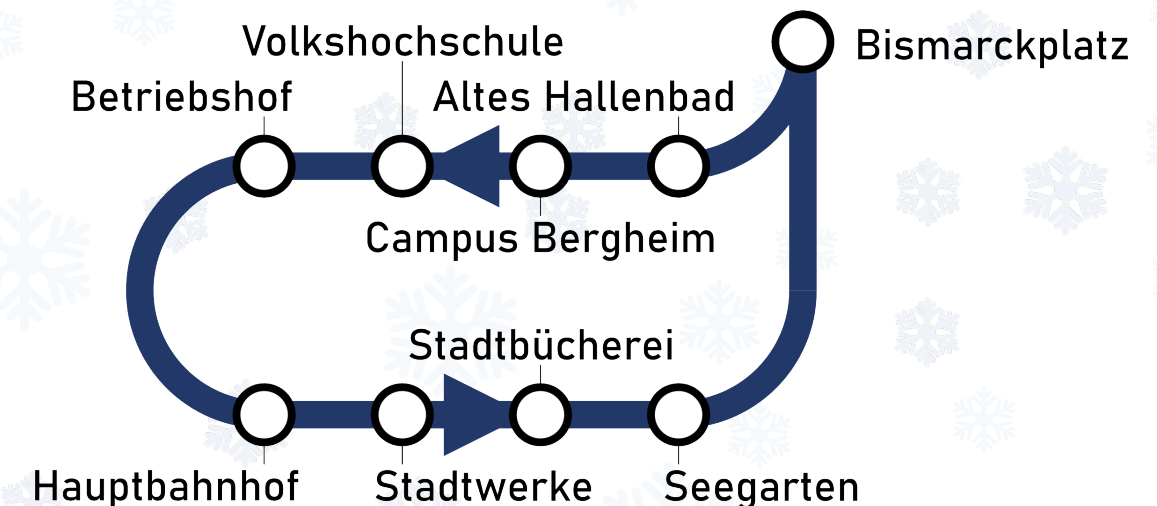 Volkshochschule
Bismarckplatz
Betriebshof
Altes Hallenbad
Campus Bergheim
Stadtbücherei
Hauptbahnhof
Stadtwerke
Seegarten